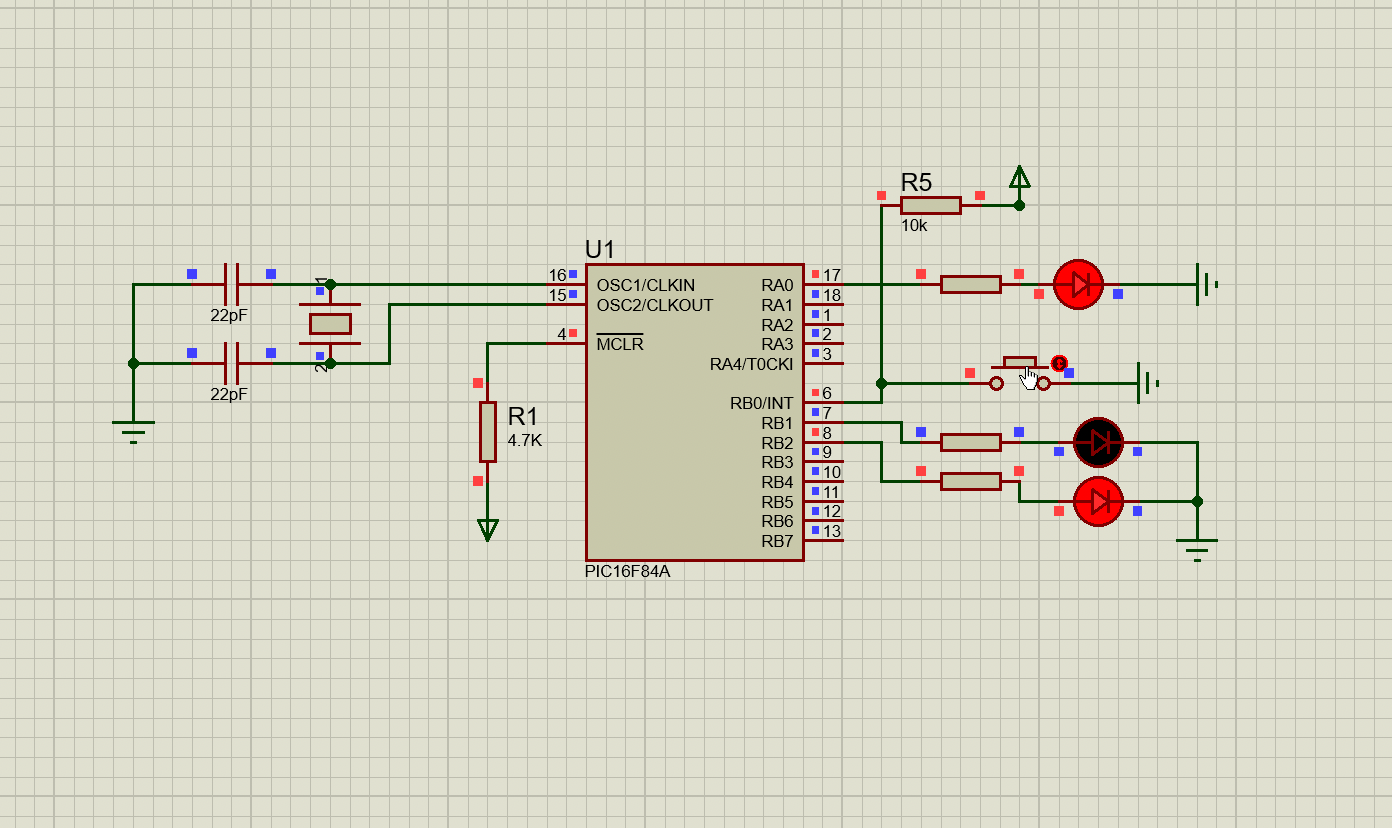 R5
10k
U1
22pF
1
2
22pF
16
15
4
OSC1/CLKIN
OSC2/CLKOUT
MCLR
RA0
RA1
RA2
RA3
RA4/T0CKI
RB0/INT
RB1
RB2
RB3
RB4
RB5
RB6
RB7
17
18
1
2
3
6
7
8
9
10
11
12
13
R1
4.7K
PIC16F84A